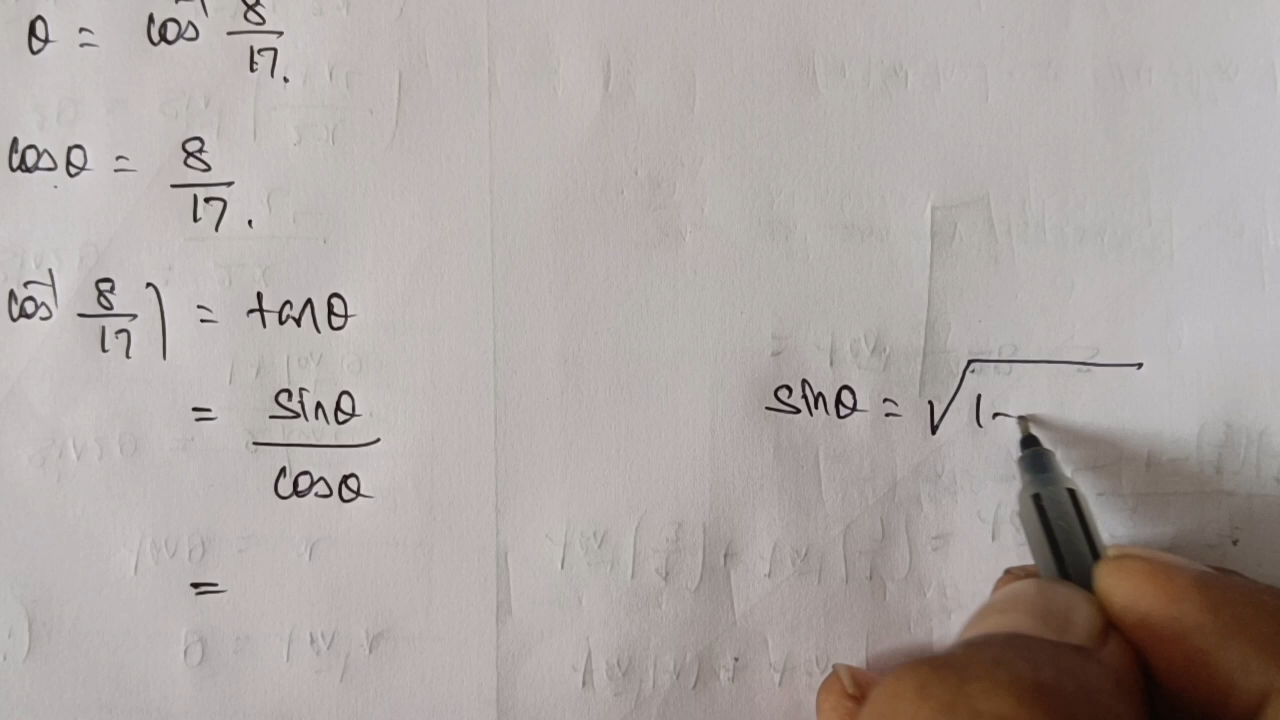 θ = cos⁻¹ 8/17.
cosθ = 8/17.
cos⁻¹ 8/17) = tanθ
= sinθ/cosθ
sinθ = √1-
=